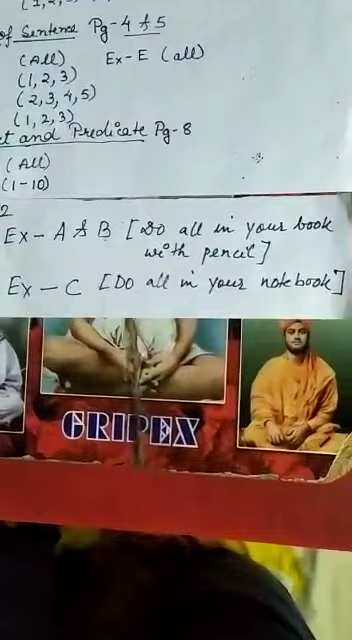 of Sentence Pg-4 & 5
(All) Ex-E (all)
(1,2,3)
(2,3,4,5)
(1,2,3)
and Predicate Pg-8
(All)
(1-10)
2
Ex - A & B [Do all in your book
with pencil]
Ex - C [Do all in your notebook]
GRIPEX